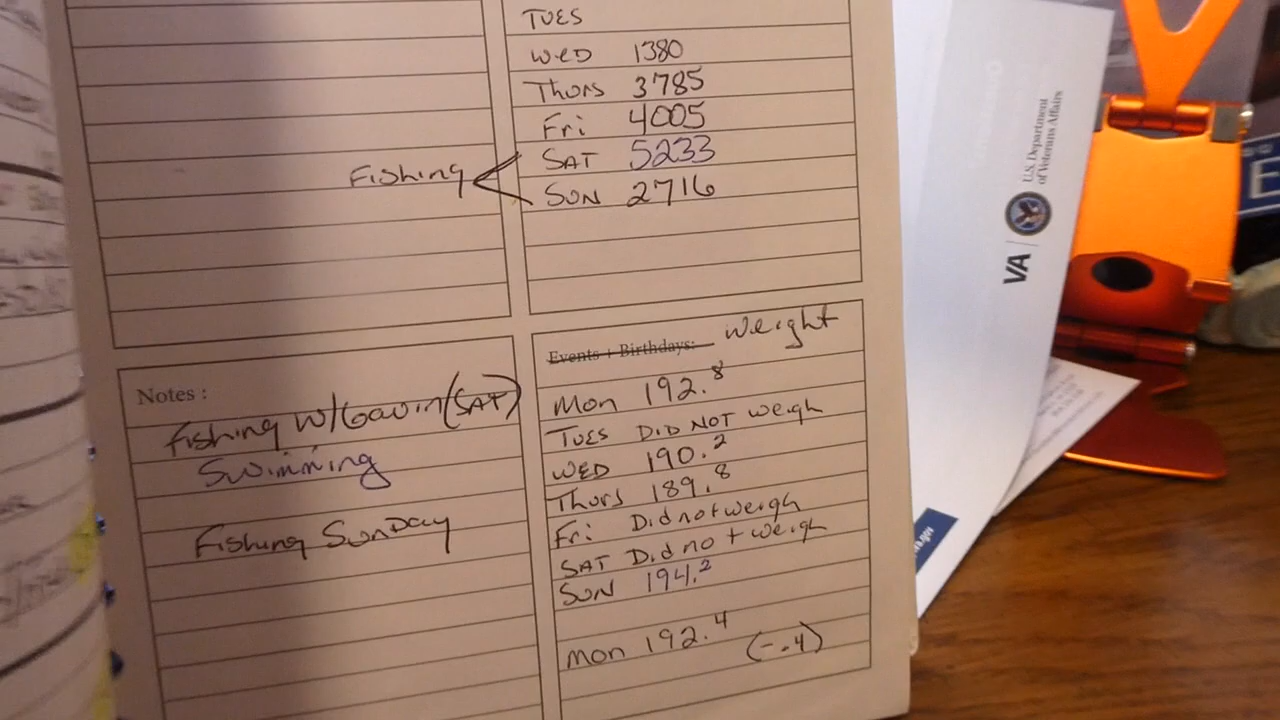 TUES
WED 1380
THURS 3785
Fri 4005
SAT 5233
Fishing
SUN 2716
Events + Birthdays: weight
Mon 192.8
TUES DID NOT weigh
WED 190.2
Thurs 189.8
Fri Did not weigh
SAT Did not weigh
SUN 194.2
Mon 192.4 (-.4)
Notes :
Fishing w/Gavin (SAT)
Swimming
Fishing Sunday
VA
U.S. Department
of Veterans Affairs
E